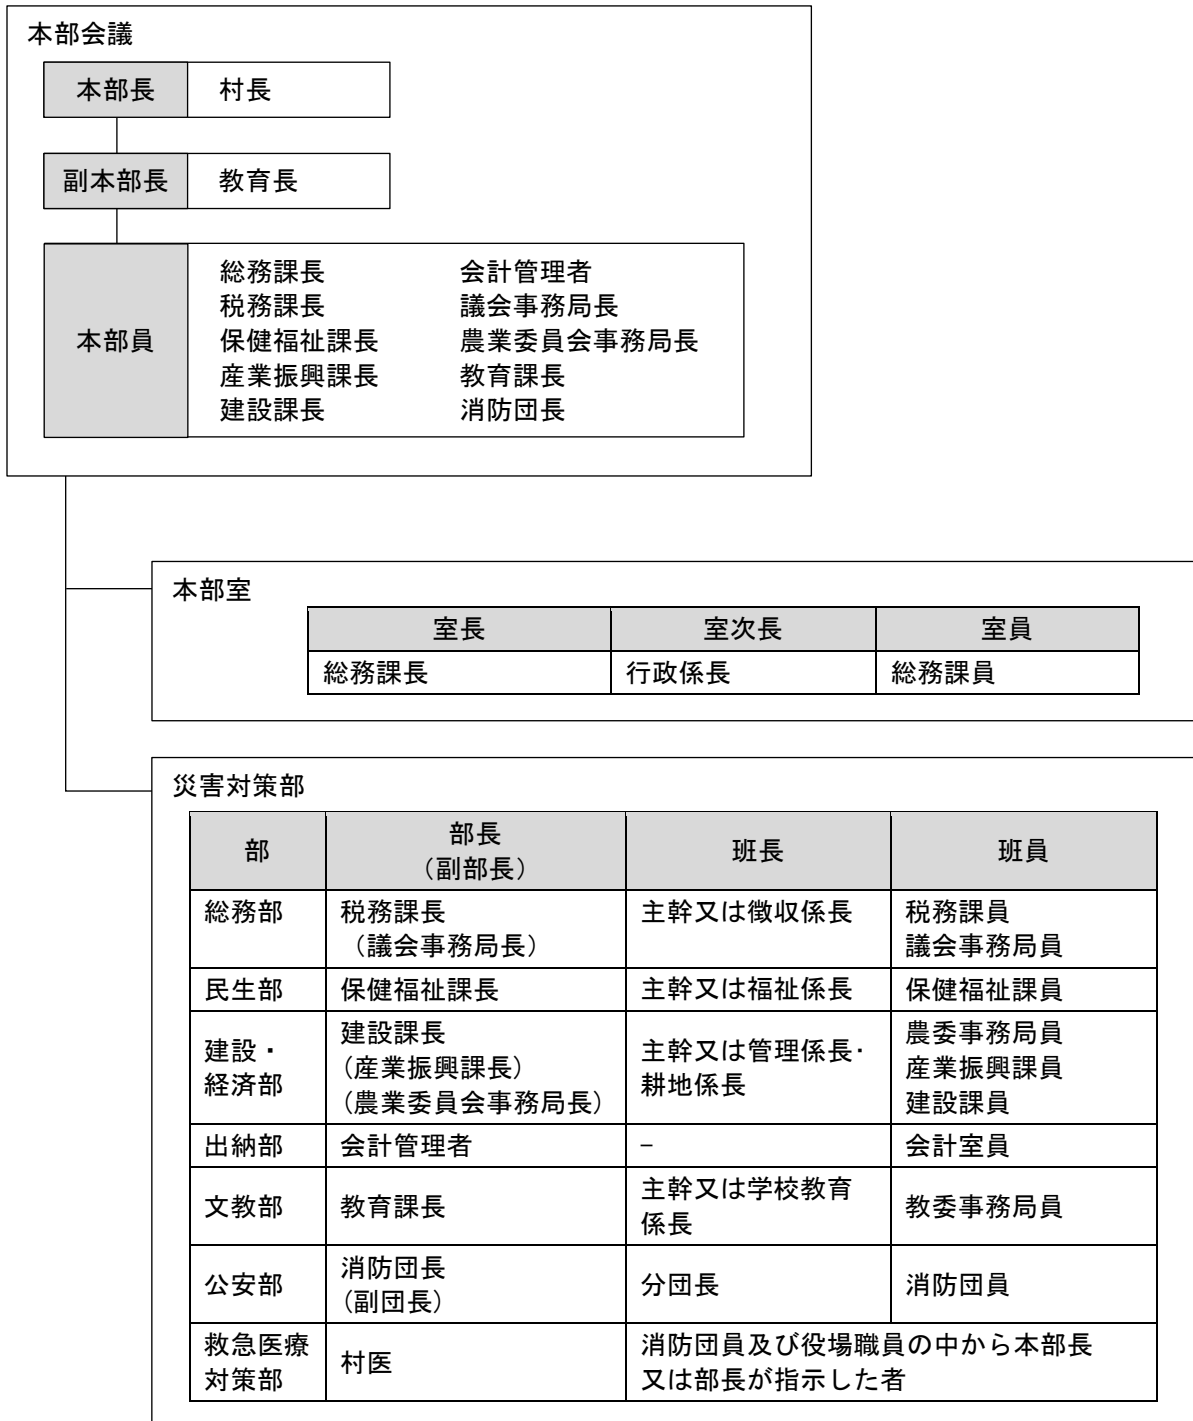 本部会議
本部長 村長
副本部長 教育長
本部員
総務課長 会計管理者
税務課長 議会事務局長
保健福祉課長 農業委員会事務局長
産業振興課長 教育課長
建設課長 消防団長
本部室
室長 室次長 室員
総務課長 行政係長 総務課員
災害対策部
部
部長
（副部長）
班長
班員
総務部
税務課長
（議会事務局長）
主幹又は徴収係長
税務課員
議会事務局員
民生部 保健福祉課長 主幹又は福祉係長 保健福祉課員
建設・
経済部
建設課長
(産業振興課長)
(農業委員会事務局長)
主幹又は管理係長･
耕地係長
農委事務局員
産業振興課員
建設課員
出納部 会計管理者 － 会計室員
文教部
教育課長
主幹又は学校教育
係長
教委事務局員
公安部
消防団長
(副団長)
分団長
消防団員
救急医療
対策部
村医
消防団員及び役場職員の中から本部長
又は部長が指示した者